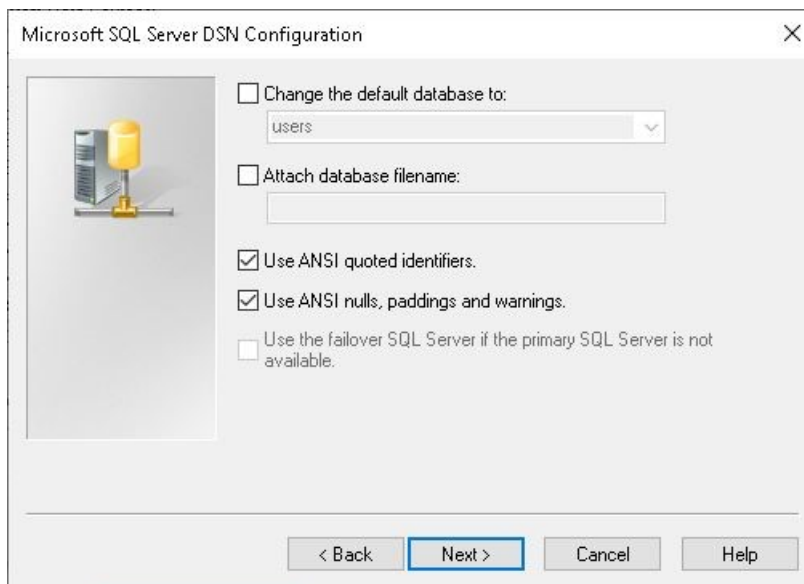 Microsoft SQL Server DSN Configuration
Change the default database to:
users
Attach database filename:
Use ANSI quoted identifiers.
Use ANSI nulls, paddings and warnings.
Use the failover SQL Server if the primary SQL Server is not
available.
< Back Next > Cancel Help